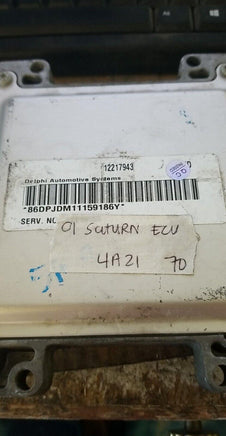 12217943
Delphi Automotive Systems
*86DPJDM11159186Y*
SERV. NO
01 SATURN ECU
4A21 70